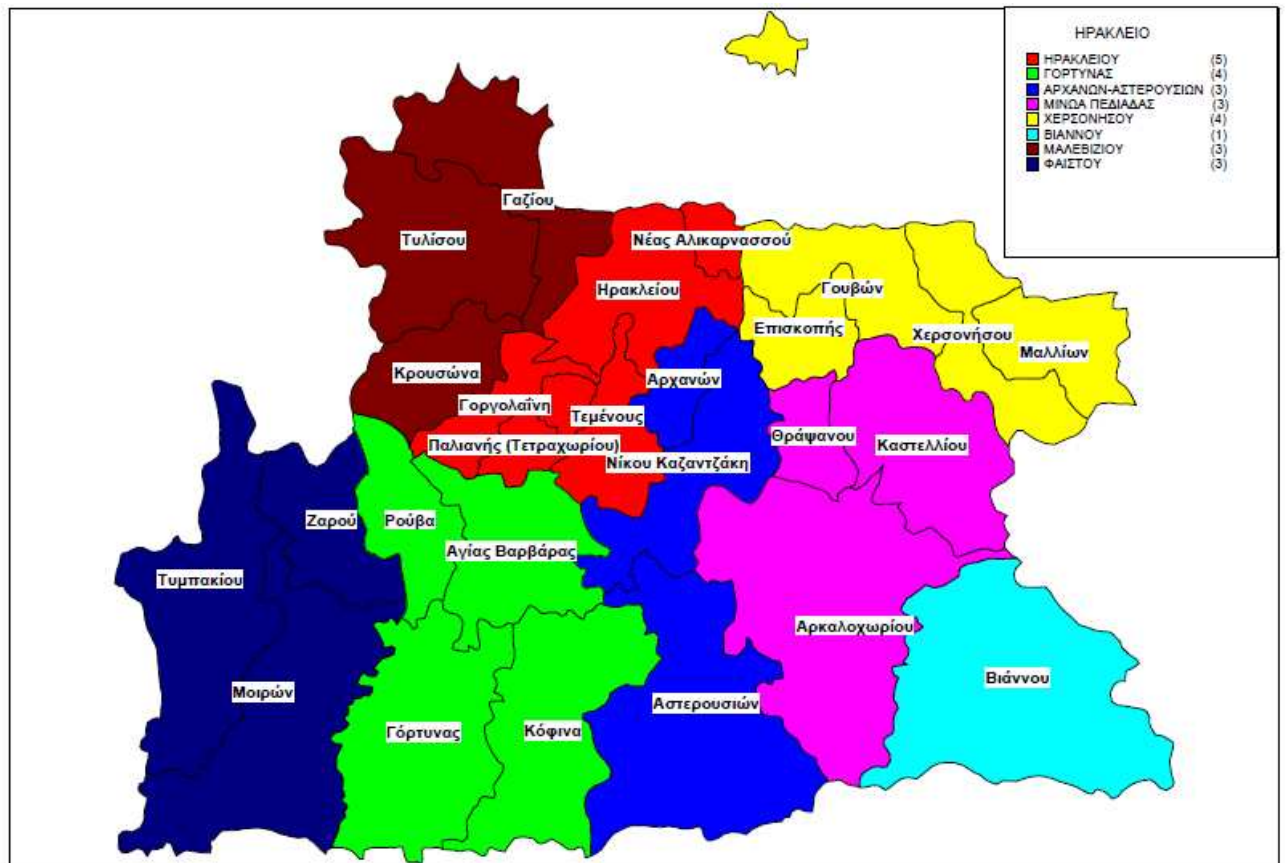 ΗΡΑΚΛΕΙΟ
ΗΡΑΚΛΕΙΟΥ (5)
ΓΟΡΤΥΝΑΣ (4)
ΑΡΧΑΝΩΝ-ΑΣΤΕΡΟΥΣΙΩΝ (3)
ΜΙΝΩΑ ΠΕΔΙΑΔΑΣ (3)
ΧΕΡΣΟΝΗΣΟΥ (4)
ΒΙΑΝΝΟΥ (1)
ΜΑΛΕΒΙΖΙΟΥ (3)
ΦΑΙΣΤΟΥ (3)
Γαζίου
Τυλίσου
Νέας Αλικαρνασσού
Ηρακλείου
Γουβών
Επισκοπής
Χερσονήσου
Μαλλίων
Κρουσώνα
Αρχανών
Γοργολαΐνη
Τεμένους
Θράψανου
Καστελλίου
Παλιανής (Τετραχωρίου)
Νίκου Καζαντζάκη
Ζαρού
Ρούβα
Αγίας Βαρβάρας
Τυμπακίου
Αρκαλοχωρίου
Βιάννου
Μοιρών
Αστερουσιών
Γόρτυνας
Κόφινα